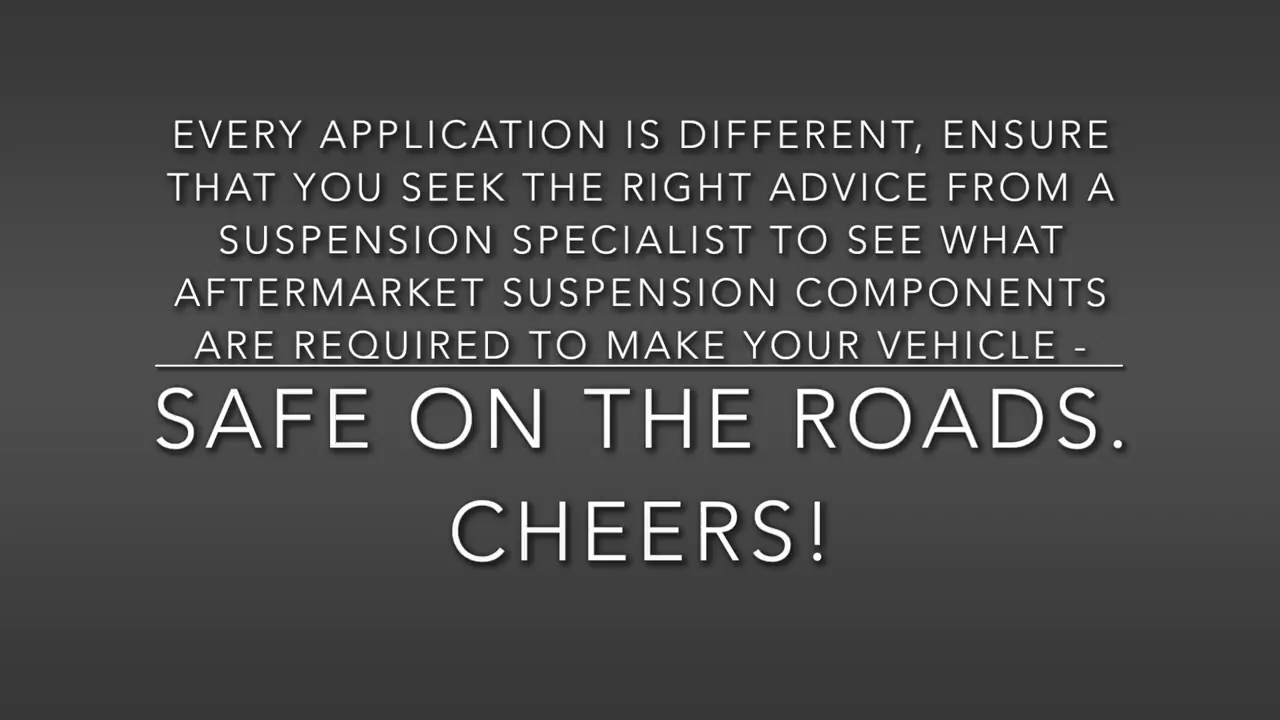 EVERY APPLICATION IS DIFFERENT, ENSURE
THAT YOU SEEK THE RIGHT ADVICE FROM A
SUSPENSION SPECIALIST TO SEE WHAT
AFTERMARKET SUSPENSION COMPONENTS
ARE REQUIRED TO MAKE YOUR VEHICLE -
SAFE ON THE ROADS.
CHEERS!